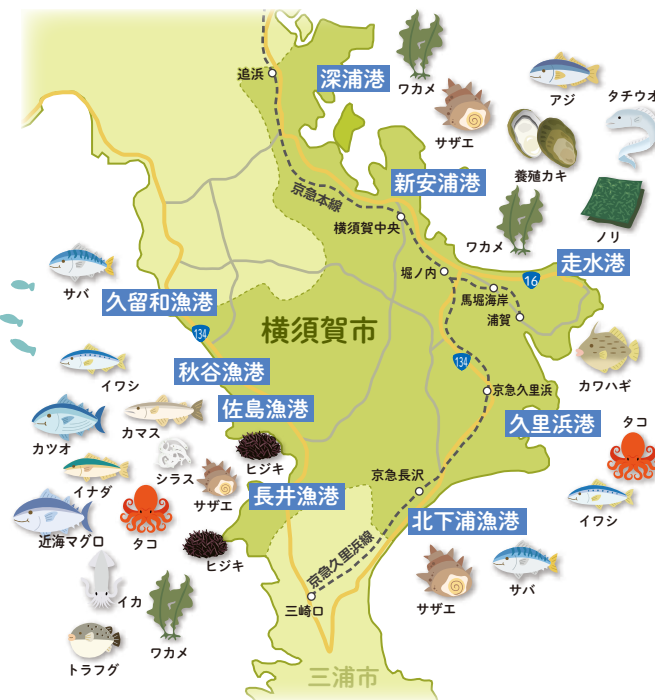 追浜
深浦港
ワカメ
サザエ
アジ
タチウオ
養殖カキ
ノリ
新安浦港
京急本線
横須賀中央
ワカメ
走水港
堀ノ内
馬堀海岸
浦賀
16
サバ
久留和漁港
134
横須賀市
134
カワハギ
秋谷漁港
イワシ
佐島漁港
京急久里浜
久里浜港
タコ
カツオ
カマス
ヒジキ
シラス
イナダ
サザエ
長井漁港
京急長沢
イワシ
北下浦漁港
近海マグロ
タコ
ヒジキ
京急久里浜線
サザエ
サバ
イカ
三崎口
ワカメ
トラフグ
三浦市